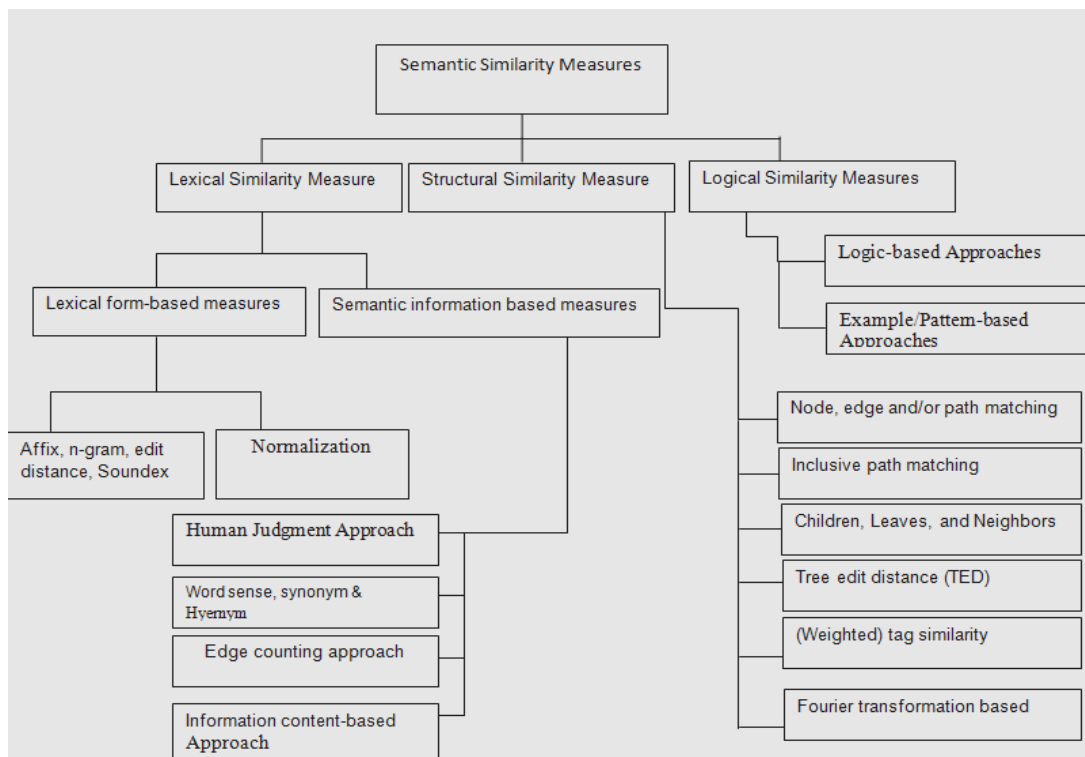 Semantic Similarity Measures
Lexical Similarity Measure
Structural Similarity Measure
Logical Similarity Measures
Logic-based Approaches
Example/Pattern-based
Approaches
Lexical form-based measures
Semantic information based measures
Affix, n-gram, edit
distance, Soundex
Normalization
Human Judgment Approach
Word sense, synonym &
Hyernym
Edge counting approach
Information content-based
Approach
Node, edge and/or path matching
Inclusive path matching
Children, Leaves, and Neighbors
Tree edit distance (TED)
(Weighted) tag similarity
Fourier transformation based